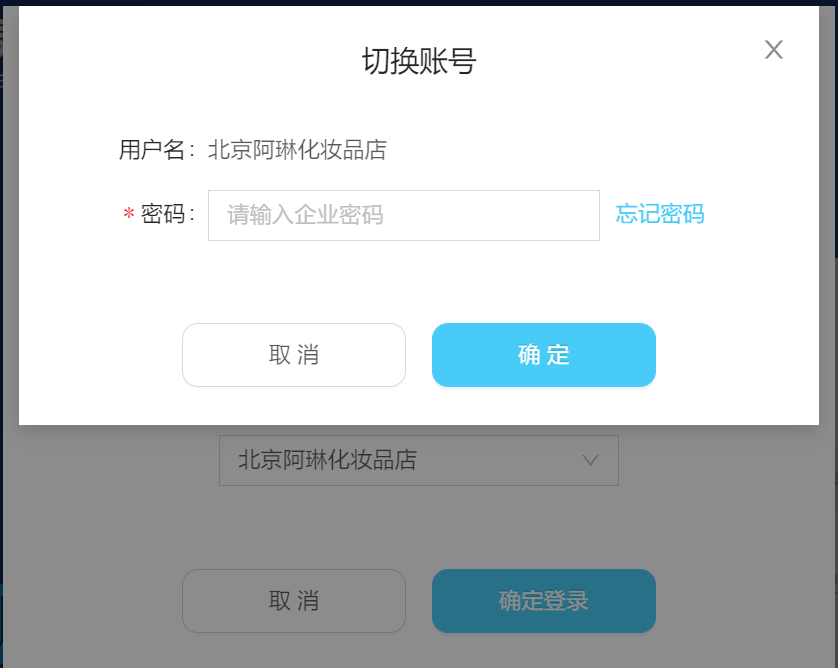 切换账号
用户名：北京阿琳化妆品店
* 密码：请输入企业密码 忘记密码
取 消 确 定
北京阿琳化妆品店
取 消 确定登录